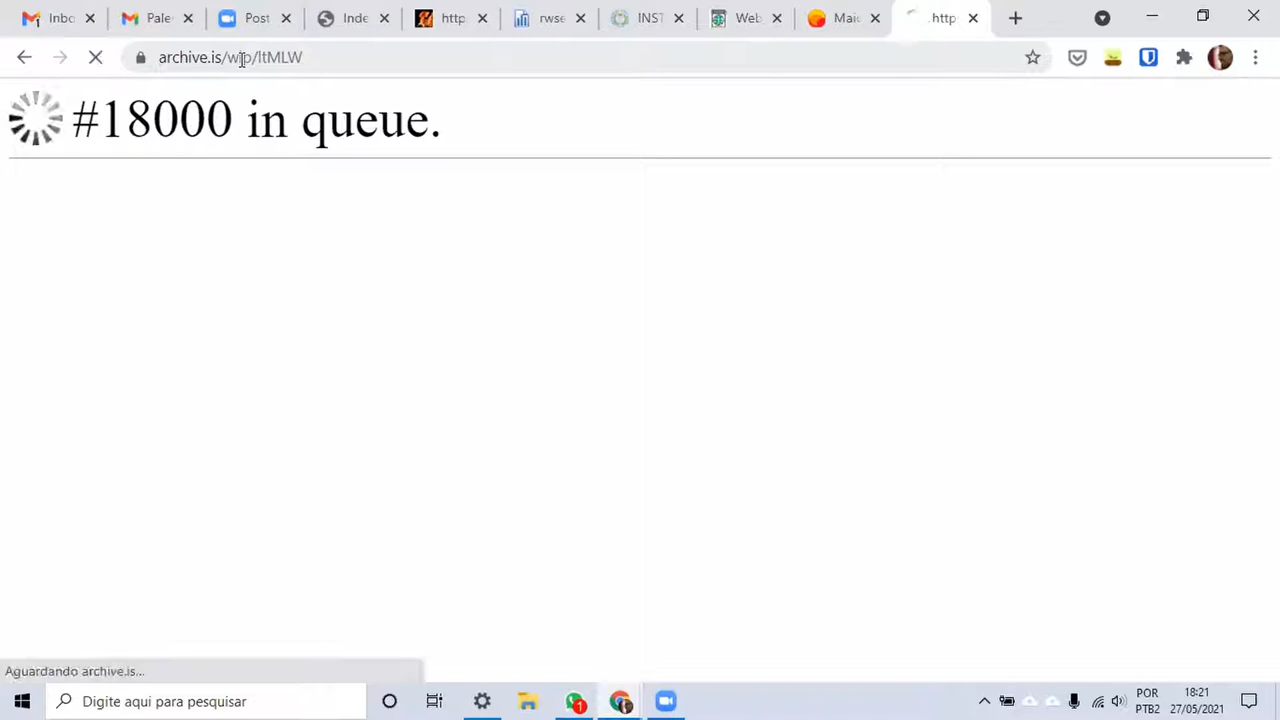 Inbo
Pale
Post
Inde
http
rwse
INST
Web
http
archive.is/wip/ltMLW
#18000 in queue.
Aguardando archive.is...
Digite aqui para pesquisar
1
POR
PTB2
18:21
27/05/2021